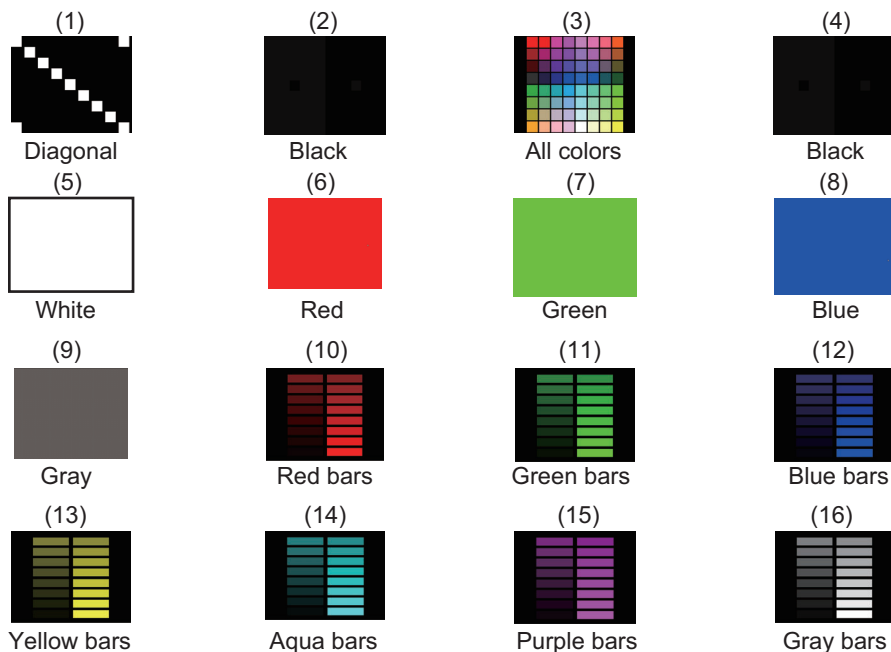 (1) (2) (3) (4)
Diagonal Black All colors Black
(5) (6) (7) (8)
White Red Green Blue
(9) (10) (11) (12)
Gray Red bars Green bars Blue bars
(13) (14) (15) (16)
Yellow bars Aqua bars Purple bars Gray bars